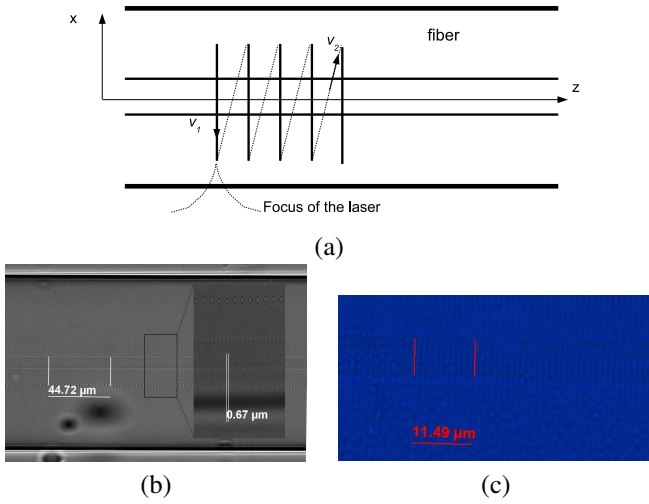 x
fiber
v2
z
v1
Focus of the laser
(a)
44.72 μm
0.67 μm
11.49 μm
(b)
(c)